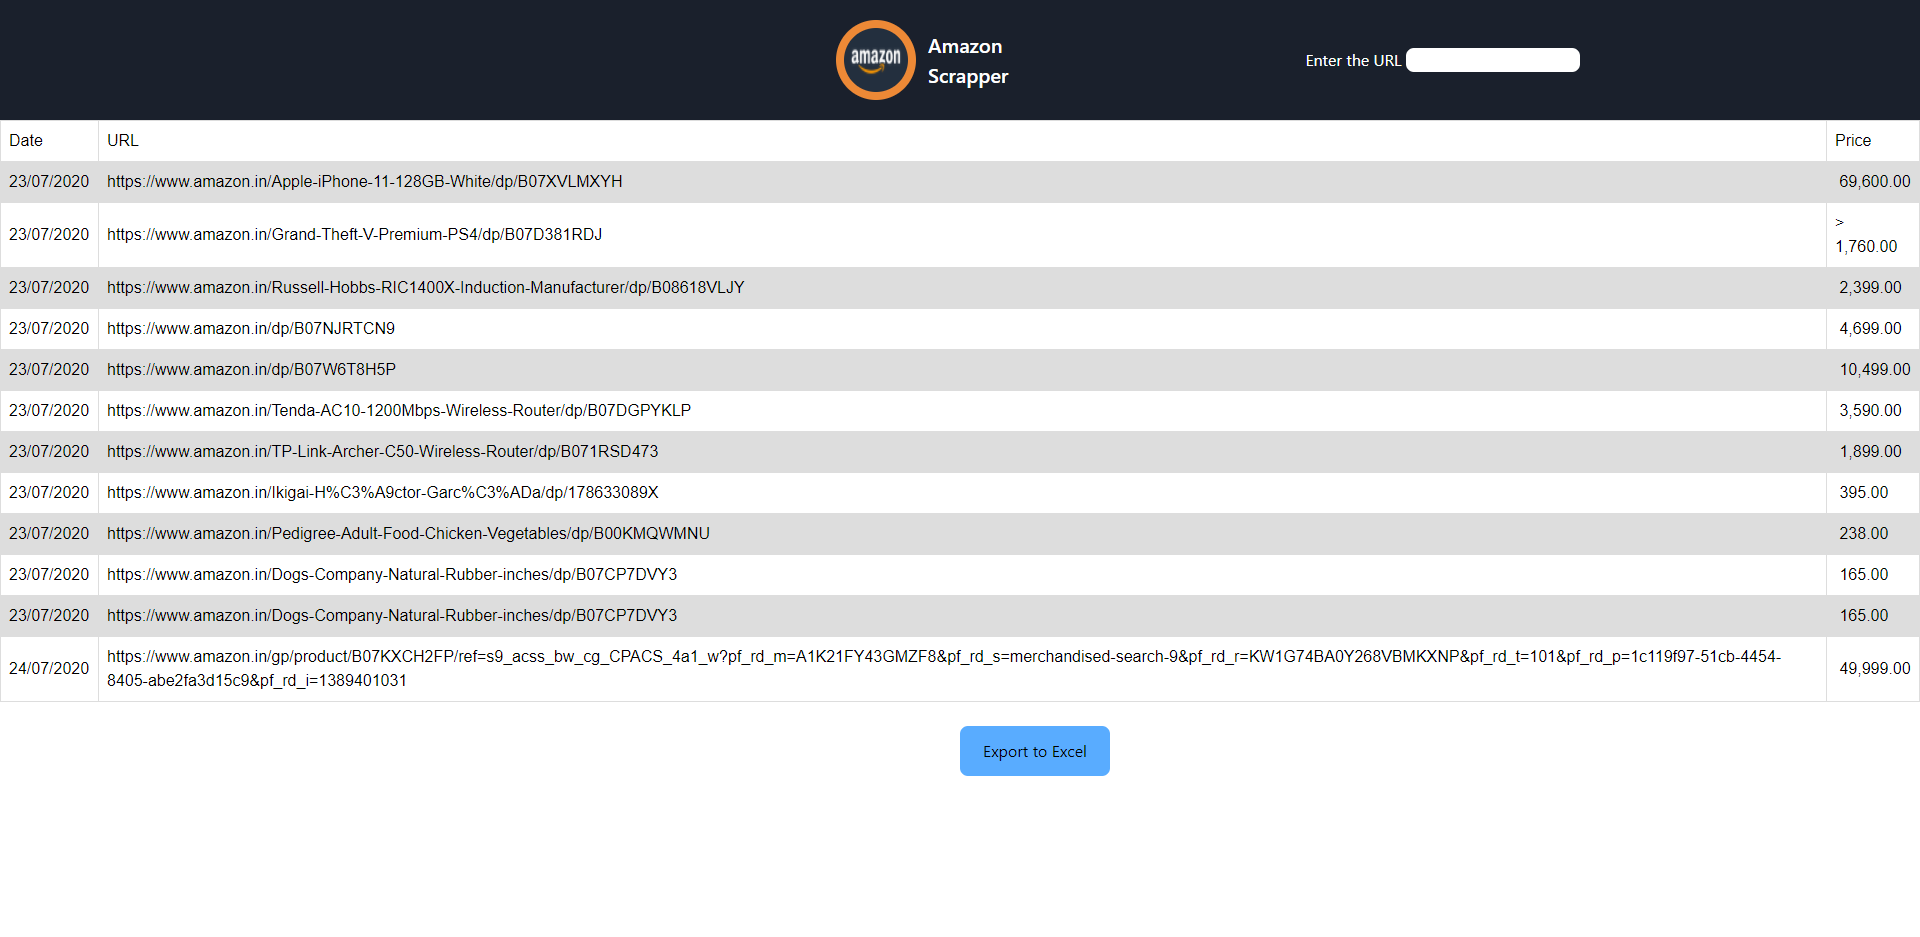 amazon
Amazon
Scrapper
Enter the URL
Date URL Price
23/07/2020 https://www.amazon.in/Apple-iPhone-11-128GB-White/dp/B07XVLMXYH 69,600.00
23/07/2020 https://www.amazon.in/Grand-Theft-V-Premium-PS4/dp/B07D381RDJ >
1,760.00
23/07/2020 https://www.amazon.in/Russell-Hobbs-RIC1400X-Induction-Manufacturer/dp/B08618VLJY 2,399.00
23/07/2020 https://www.amazon.in/dp/B07NJRTCN9 4,699.00
23/07/2020 https://www.amazon.in/dp/B07W6T8H5P 10,499.00
23/07/2020 https://www.amazon.in/Tenda-AC10-1200Mbps-Wireless-Router/dp/B07DGPYKLP 3,590.00
23/07/2020 https://www.amazon.in/TP-Link-Archer-C50-Wireless-Router/dp/B071RSD473 1,899.00
23/07/2020 https://www.amazon.in/Ikigai-H%C3%A9ctor-Garc%C3%ADa/dp/178633089X 395.00
23/07/2020 https://www.amazon.in/Pedigree-Adult-Food-Chicken-Vegetables/dp/B00KMQWMNU 238.00
23/07/2020 https://www.amazon.in/Dogs-Company-Natural-Rubber-inches/dp/B07CP7DVY3 165.00
23/07/2020 https://www.amazon.in/Dogs-Company-Natural-Rubber-inches/dp/B07CP7DVY3 165.00
24/07/2020 https://www.amazon.in/gp/product/B07KXCH2FP/ref=s9_acss_bw_cg_CPACS_4a1_w?pf_rd_m=A1K21FY43GMZF8&pf_rd_s=merchandised-search-9&pf_rd_r=KW1G74BA0Y268VBMKXNP&pf_rd_t=101&pf_rd_p=1c119f97-51cb-4454-
8405-abe2fa3d15c9&pf_rd_i=1389401031 49,999.00
Export to Excel